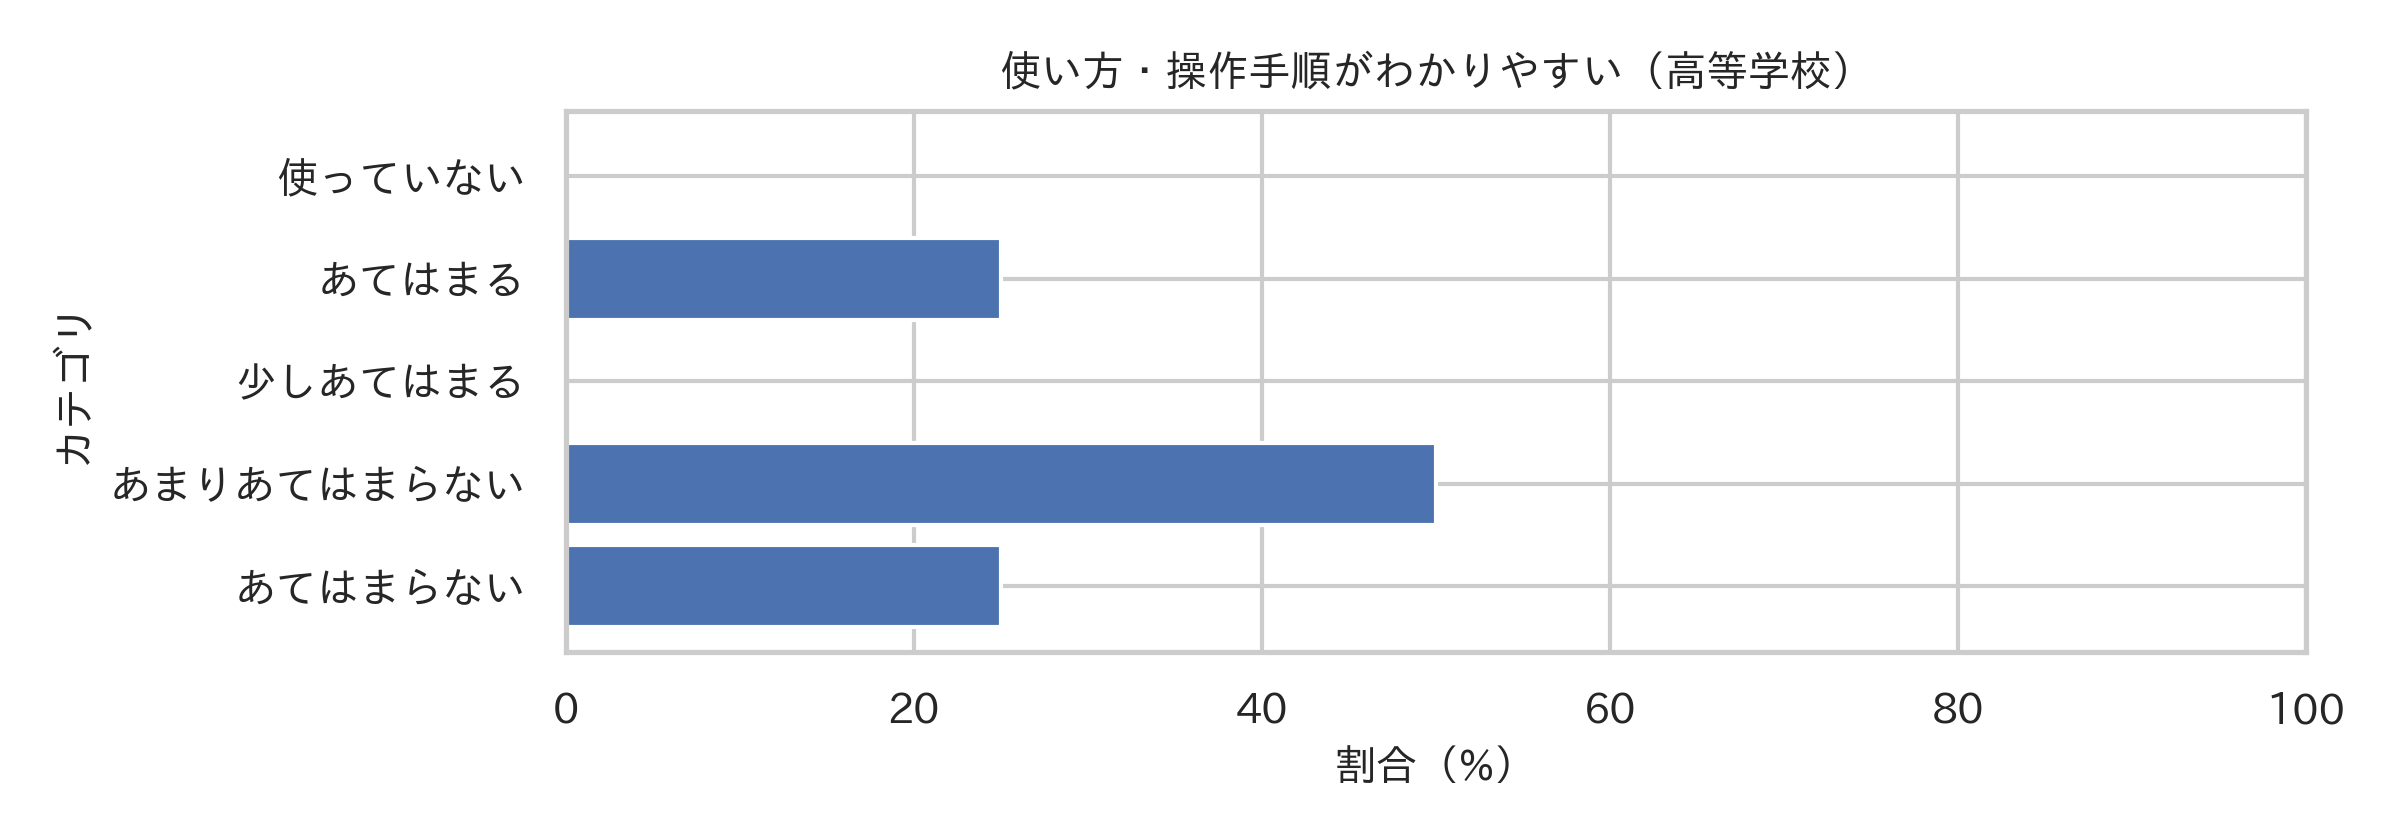 使い方・操作手順がわかりやすい（高等学校）
使っていない
あてはまる
少しあてはまる
あまりあてはまらない
あてはまらない
カテゴリ
0 20 40 60 80 100
割合（%）